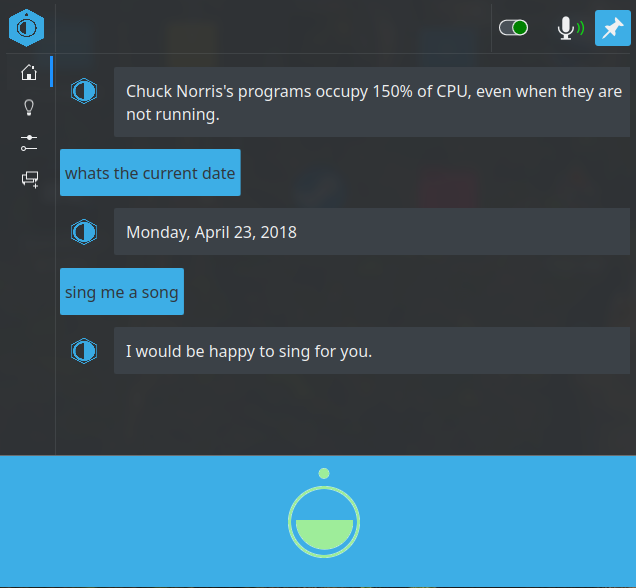 Chuck Norris's programs occupy 150% of CPU, even when they are
not running.
whats the current date
Monday, April 23, 2018
sing me a song
I would be happy to sing for you.